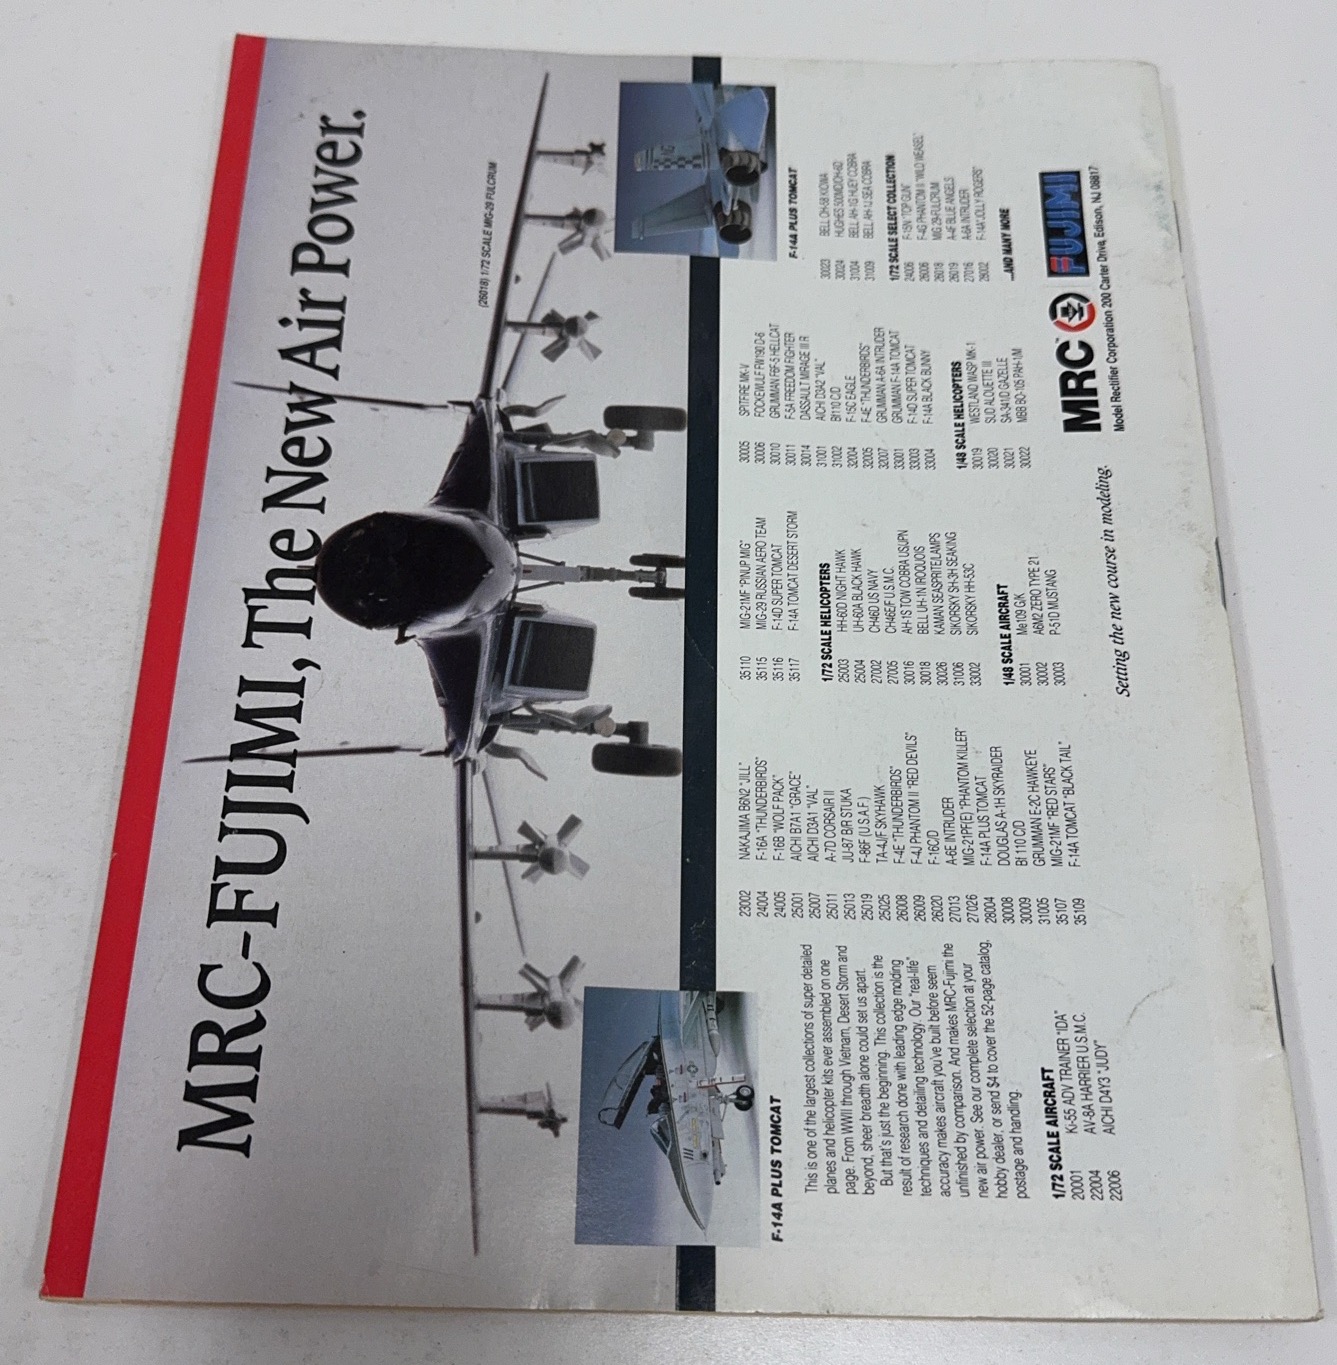 MRC-FUJIMI, The New Air Power.
(26018) 1/72 SCALE MIG-29 FULCRUM
F-14A PLUS TOMCAT
F-14A PLUS TOMCAT
This is one of the largest collections of super detailed
planes and helicopter kits ever assembled on one
page. From WWII through Vietnam, Desert Storm and
beyond, sheer breadth alone could set us apart.
But that's just the beginning. This collection is the
result of research done with leading edge molding
techniques and detailing technology. Our "real-life"
accuracy makes aircraft you've built before seem
unfinished by comparison. And makes MRC-Fujimi the
new air power. See our complete selection at your
hobby dealer, or send $4 to cover the 52-page catalog,
postage and handling.
1/72 SCALE AIRCRAFT
20001 Ki-55 ADV TRAINER "IDA"
22004 AV-8A HARRIER U.S.M.C.
22006 AICHI D4Y3 "JUDY"
23002 NAKAJIMA B6N2 "JILL"
24004 F-16A "THUNDERBIRDS"
24005 F-16B "WOLF PACK"
25001 AICHI B7A1 "GRACE"
25007 AICHI D3A1 "VAL"
25011 A-7D CORSAIR II
25013 JU-87 B/R STUKA
25019 F-86F (U.S.A.F.)
25025 TA-4J/F SKYHAWK
26008 F-4E "THUNDERBIRDS"
26009 F-4J PHANTOM II "RED DEVILS"
26020 F-16C/D
27013 A-6E INTRUDER
27026 MIG-21PF(E) "PHANTOM KILLER"
28004 F-14A PLUS TOMCAT
30008 DOUGLAS A-1H SKYRAIDER
30009 Bf 110 C/D
31005 GRUMMAN E-2C HAWKEYE
35107 MIG-21MF "RED STARS"
35109 F-14A TOMCAT "BLACK TAIL"
35110 MIG-21MF "PINUP MIG"
35115 MIG-29 RUSSIAN AERO TEAM
35116 F-14D SUPER TOMCAT
35117 F-14A TOMCAT DESERT STORM
1/72 SCALE HELICOPTERS
25003 HH-60D NIGHT HAWK
25004 UH-60A BLACK HAWK
27002 CH46D US NAVY
27005 CH46E/F U.S.M.C.
30016 AH-1S TOW COBRA USUPN
30018 BELL UH-1N IROQUOIS
30026 KAMAN SEASPRITE/LAMPS
31006 SIKORSKY SH-3H SEAKING
33002 SIKORSKY HH-53C
1/48 SCALE AIRCRAFT
30001 Me109 G/K
30002 A6M2 ZERO TYPE 21
30003 P-51D MUSTANG
30005 SPITFIRE MK-V
30006 FOCKEWULF FW190 D-6
30010 GRUMMAN F6F-5 HELLCAT
30011 F-5A FREEDOM FIGHTER
30014 DASSAULT MIRAGE III R
31001 AICHI D3A2 "VAL"
31002 Bf110 C/D
32004 F-15C EAGLE
32005 F-4E "THUNDERBIRDS"
32007 GRUMMAN A-6A INTRUDER
33001 GRUMMAN F-14A TOMCAT
33003 F-14D SUPER TOMCAT
33004 F-14A BLACK BUNNY
1/48 SCALE HELICOPTERS
30019 WESTLAND WASP MK-1
30020 SUD ALOUETTE III
30021 SA-341/D GAZELLE
30022 MBB BO-105 PAH-1/M
30023 BELL OH-58 KIOWA
30024 HUGHES 500MD/OH-6D
31004 BELL AH-1G HUEY COBRA
31009 BELL AH-1J SEA COBRA
1/72 SCALE SELECT COLLECTION
24006 F-15N "TOP GUN"
26006 F-4G PHANTOM II "WILD WEASEL"
26018 MIG 29-FULCRUM
26019 A-4F BLUE ANGELS
27016 A-6A INTRUDER
28002 F-14A "JOLLY ROGERS"
...AND MANY MORE
Setting the new course in modeling.
MRC™ FUJIMI
Model Rectifier Corporation 200 Carter Drive, Edison, NJ 08817